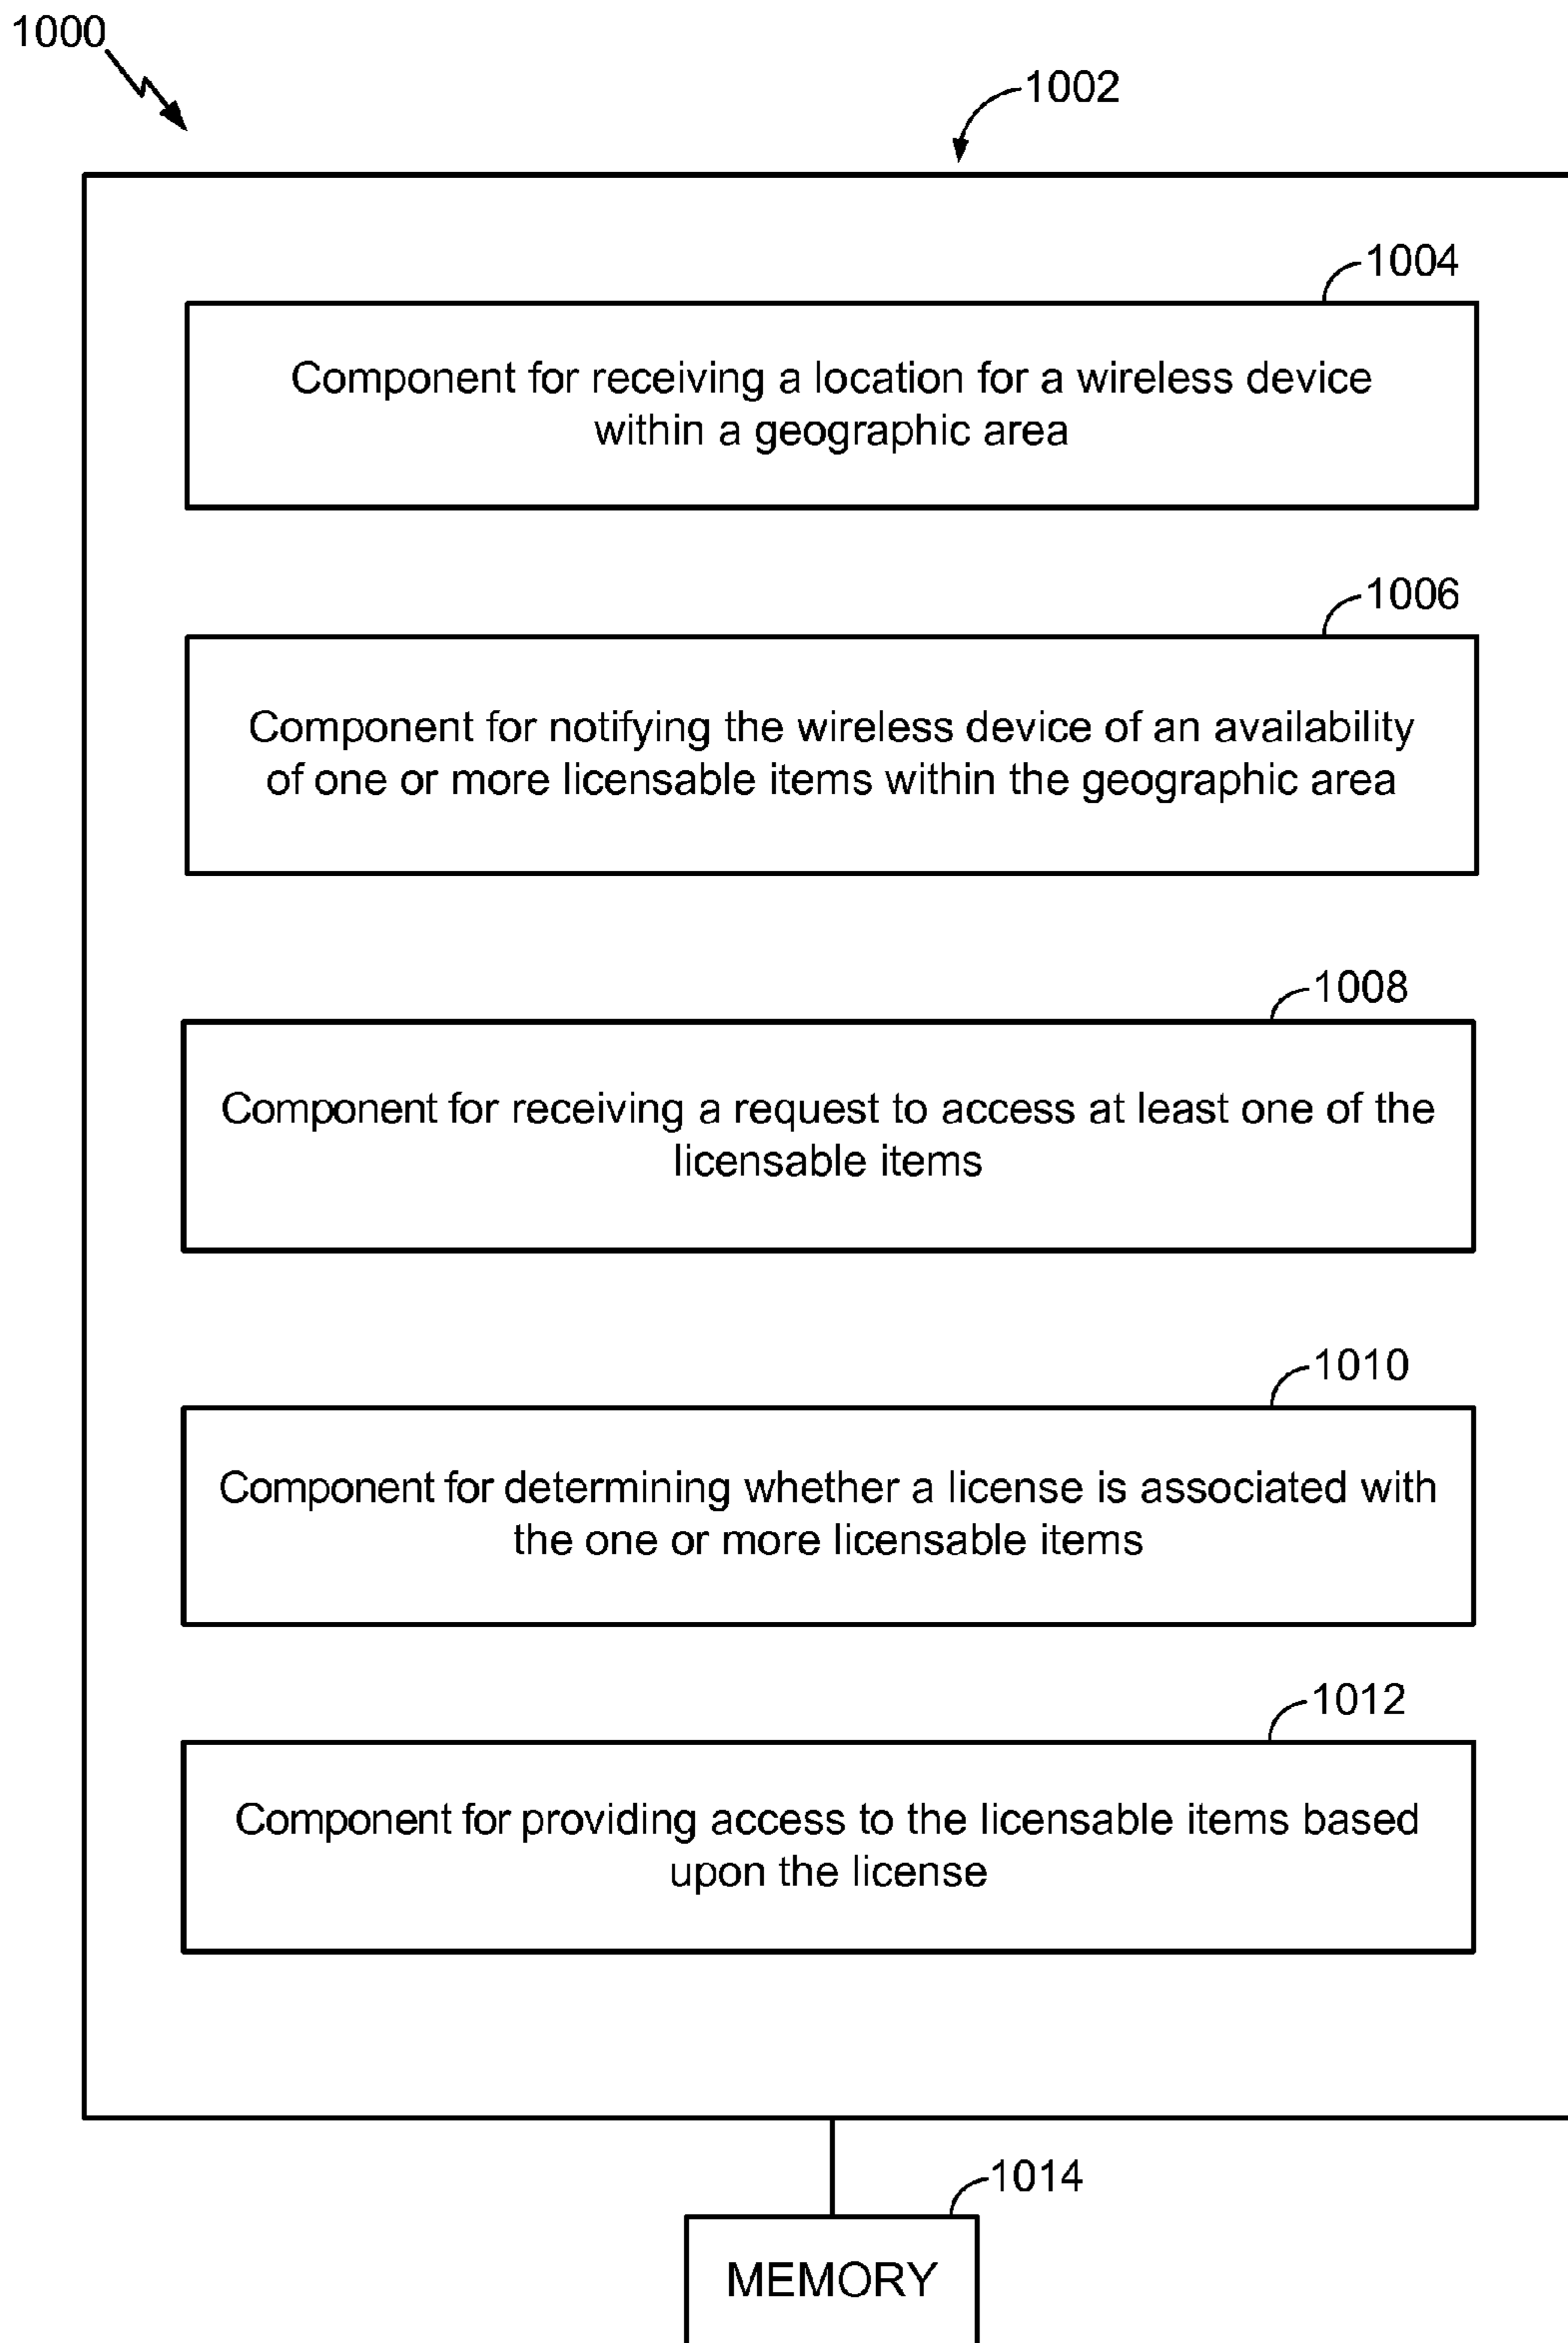 1000
1002
1004
Component for receiving a location for a wireless device
within a geographic area
1006
Component for notifying the wireless device of an availability
of one or more licensable items within the geographic area
1008
Component for receiving a request to access at least one of the
licensable items
1010
Component for determining whether a license is associated with
the one or more licensable items
1012
Component for providing access to the licensable items based
upon the license
1014
MEMORY